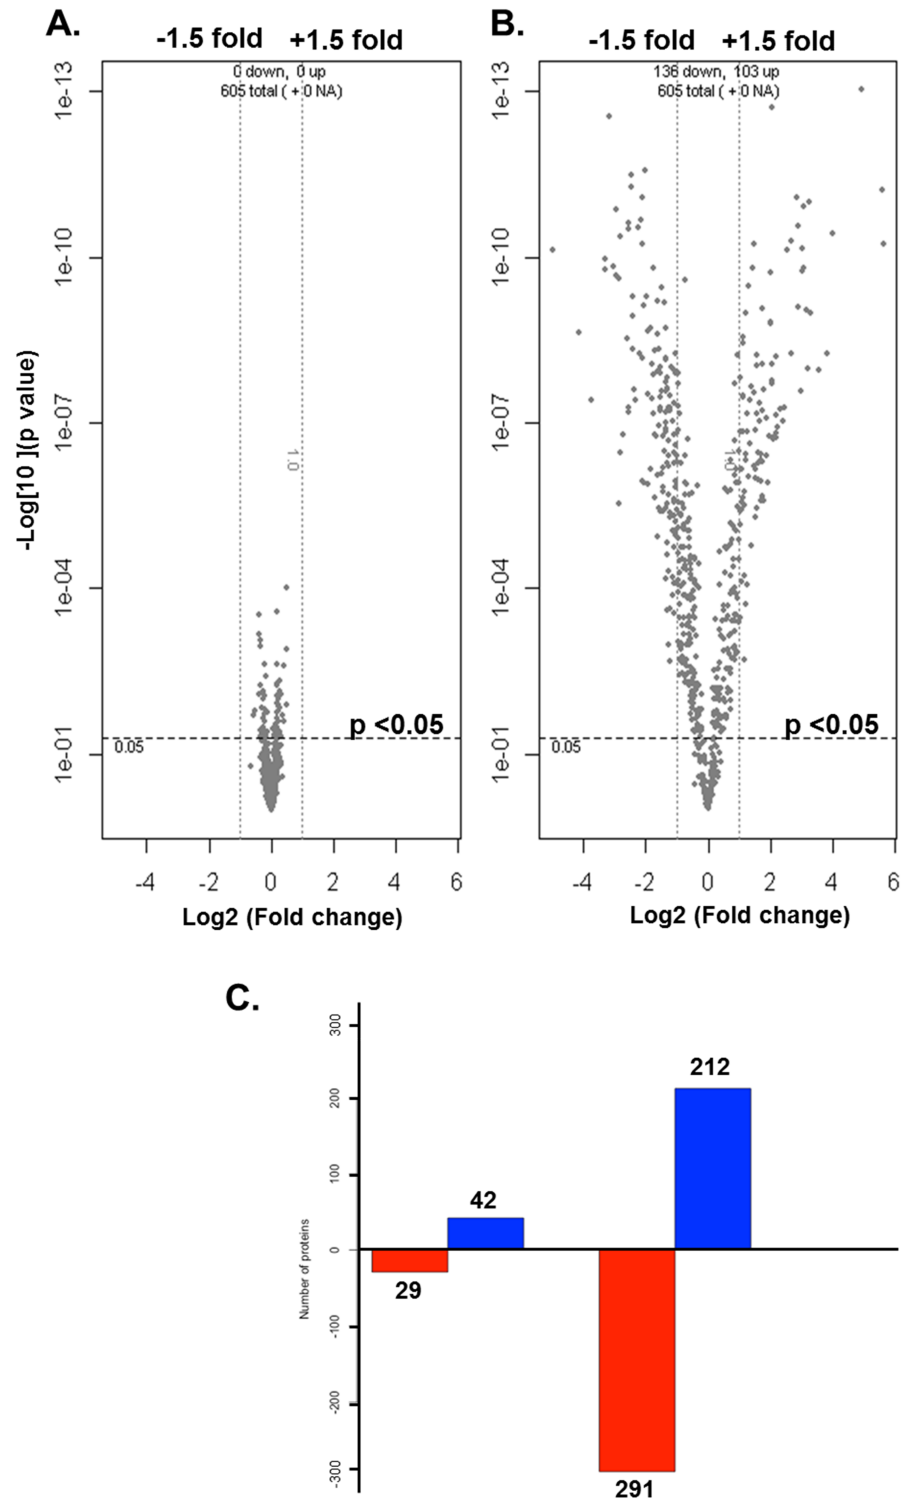 A.
-1.5 fold +1.5 fold
0 down, 0 up
605 total ( + 0 NA)
1e-13
1e-10
1e-07
1e-04
1e-01
-Log[10 ](p value)
1.0
p <0.05
0.05
-4 -2 0 2 4 6
Log2 (Fold change)
B.
-1.5 fold +1.5 fold
136 down, 103 up
605 total ( + 0 NA)
1e-13
1e-10
1e-07
1e-04
1e-01
1.0
p <0.05
0.05
-4 -2 0 2 4 6
Log2 (Fold change)
C.
300
200
100
0
-100
-200
-300
Number of proteins
29
42
291
212